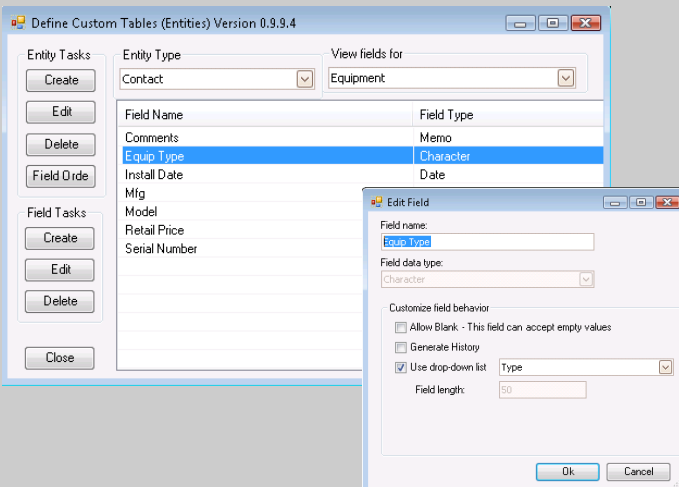 Define Custom Tables (Entities) Version 0.9.9.4
Entity Tasks
Create
Edit
Delete
Field Orde
Field Tasks
Create
Edit
Delete
Close
Entity Type
Contact
View fields for
Equipment
Field Name Field Type
Comments Memo
Equip Type Character
Install Date Date
Mfg
Model
Retail Price
Serial Number
Edit Field
Field name:
Equip Type
Field data type:
Character
Customize field behavior
Allow Blank - This field can accept empty values
Generate History
Use drop-down list Type
Field length: 50
Ok Cancel